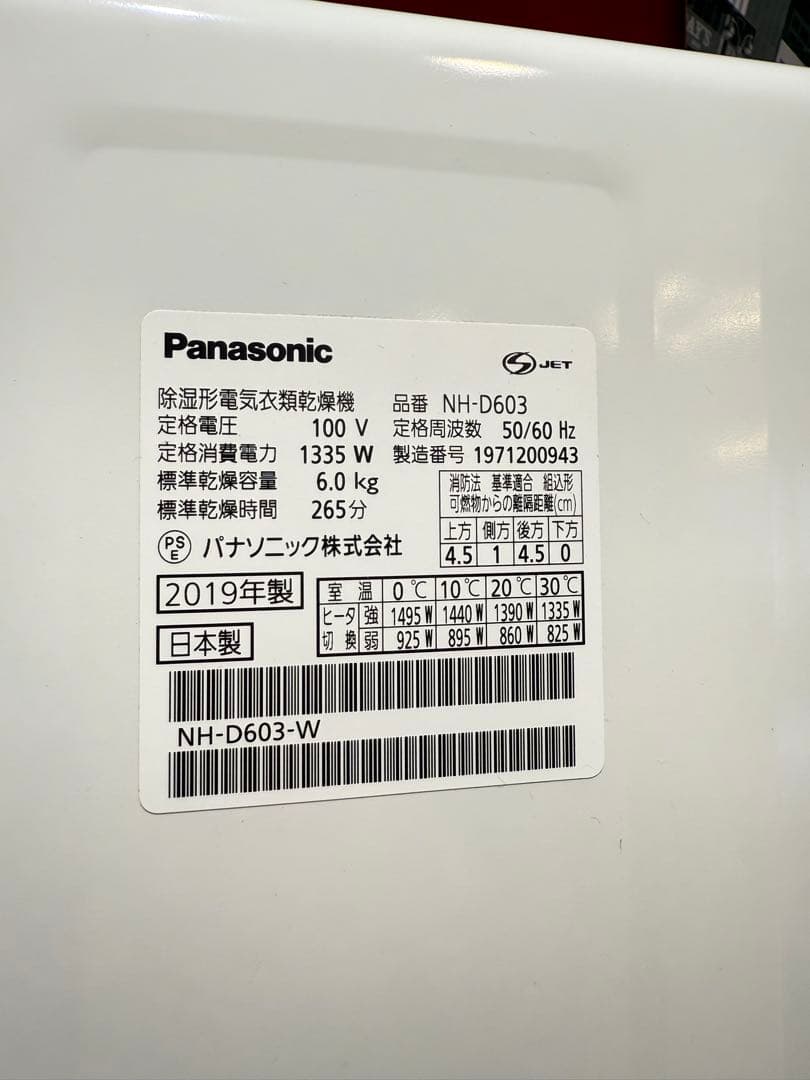 Panasonic
JET
除湿形電気衣類乾燥機 品番 NH-D603
定格電圧 100 V 定格周波数 50/60 Hz
定格消費電力 1335 W 製造番号 1971200943
標準乾燥容量 6.0 kg
標準乾燥時間 265分
消防法 基準適合 組込形
可燃物からの離隔距離(cm)
上方 側方 後方 下方
4.5 1 4.5 0
PS
E
パナソニック株式会社
2019年製
日本製
室温 0℃ 10℃ 20℃ 30℃
ヒータ 強 1495 W 1440 W 1390 W 1335 W
切換 弱 925 W 895 W 860 W 825 W
NH-D603-W